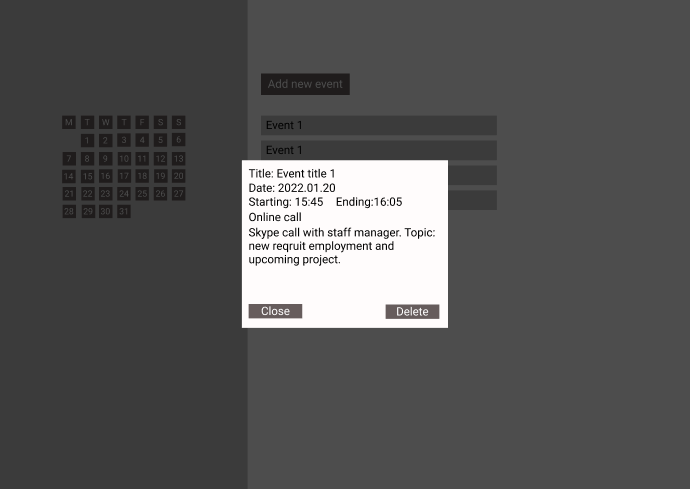 Add new event
M T W T F S S
1 2 3 4 5 6
7 8 9 10 11 12 13
14 15 16 17 18 19 20
21 22 23 24 25 26 27
28 29 30 31
Event 1
Event 1
Title: Event title 1
Date: 2022.01.20
Starting: 15:45 Ending:16:05
Online call
Skype call with staff manager. Topic:
new reqruit employment and
upcoming project.
Close Delete